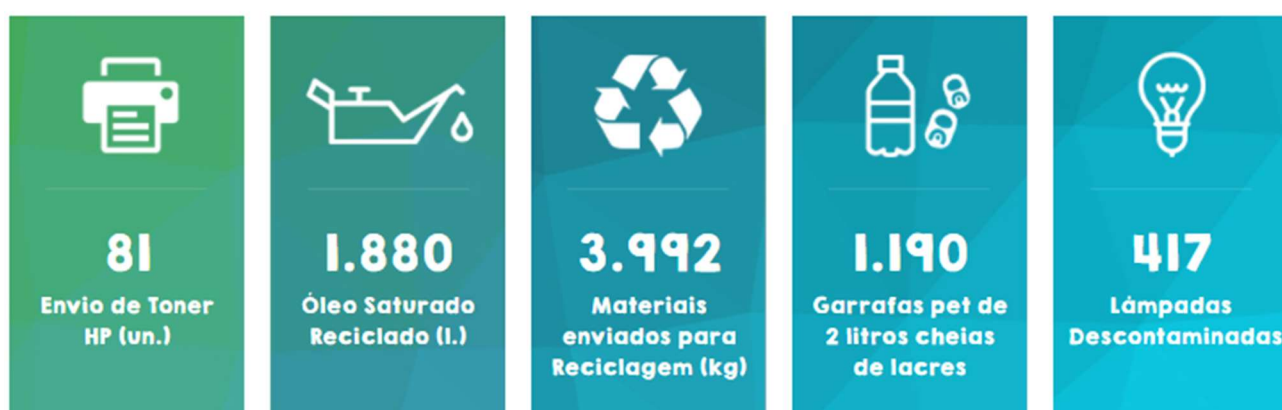 81
Envio de Toner
HP (un.)
1.880
Óleo Saturado
Reciclado (l.)
3.992
Materiais
enviados para
Reciclagem (kg)
1.190
Garrafas pet de
2 litros cheias
de lacres
417
Lâmpadas
Descontaminadas